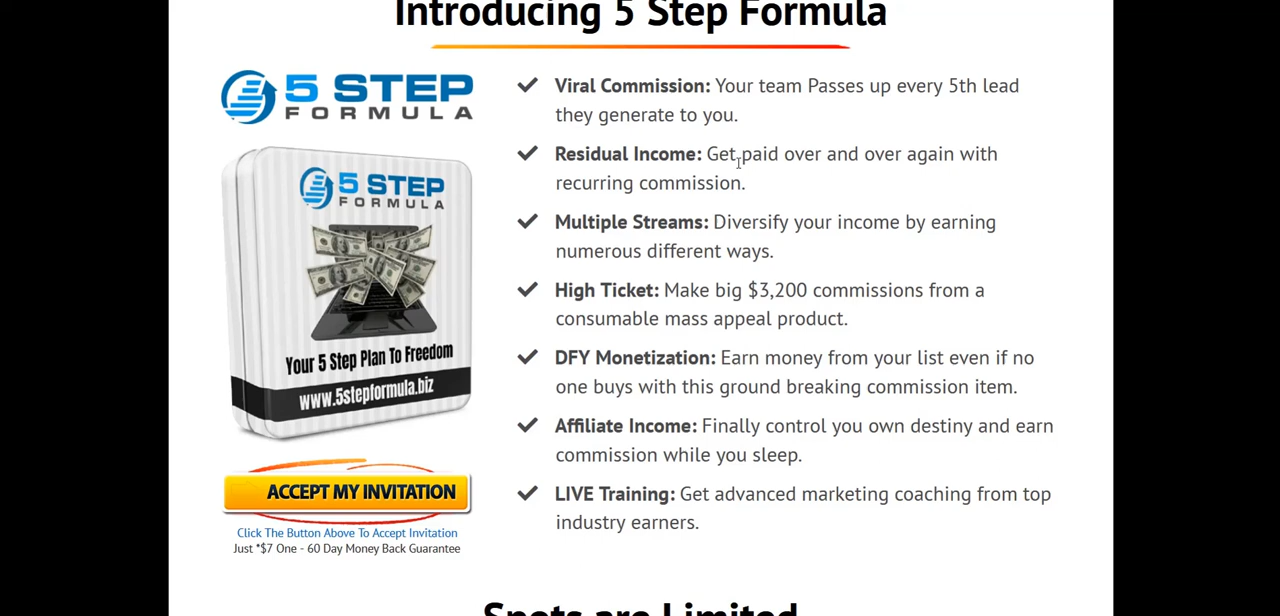 Introducing 5 Step Formula
5 STEP
FORMULA
5 STEP
FORMULA
Your 5 Step Plan To Freedom
www.5stepformula.biz
ACCEPT MY INVITATION
Click The Button Above To Accept Invitation
Just *$7 One - 60 Day Money Back Guarantee
Viral Commission: Your team Passes up every 5th lead
they generate to you.
Residual Income: Get paid over and over again with
recurring commission.
Multiple Streams: Diversify your income by earning
numerous different ways.
High Ticket: Make big $3,200 commissions from a
consumable mass appeal product.
DFY Monetization: Earn money from your list even if no
one buys with this ground breaking commission item.
Affiliate Income: Finally control you own destiny and earn
commission while you sleep.
LIVE Training: Get advanced marketing coaching from top
industry earners.
Spots are Limited